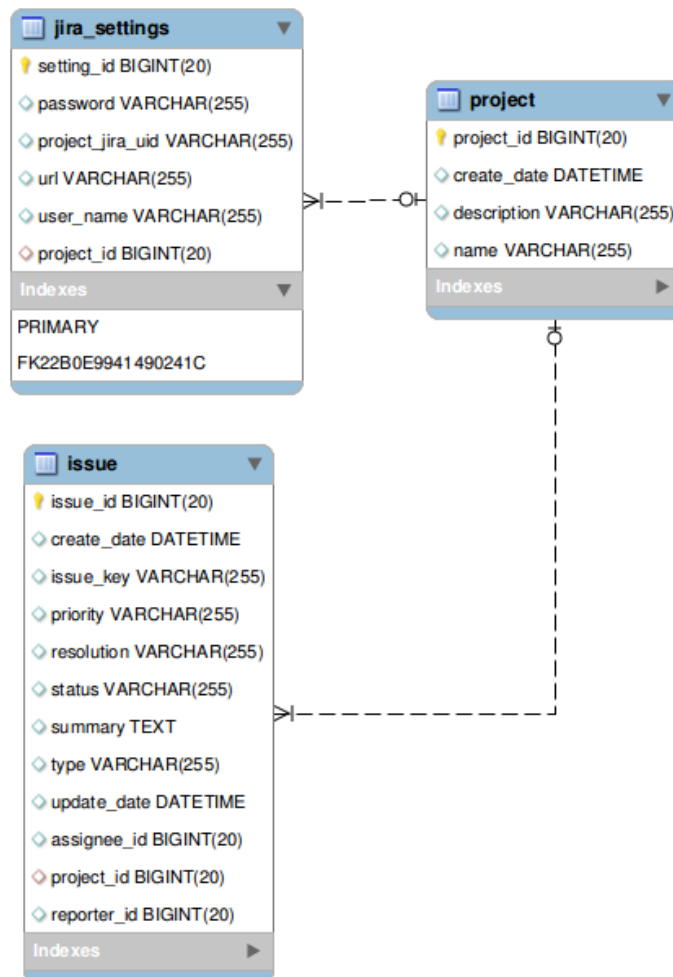 jira_settings
setting_id BIGINT(20)
password VARCHAR(255)
project_jira_uid VARCHAR(255)
url VARCHAR(255)
user_name VARCHAR(255)
project_id BIGINT(20)
Indexes
PRIMARY
FK22B0E9941490241C
project
project_id BIGINT(20)
create_date DATETIME
description VARCHAR(255)
name VARCHAR(255)
Indexes
issue
issue_id BIGINT(20)
create_date DATETIME
issue_key VARCHAR(255)
priority VARCHAR(255)
resolution VARCHAR(255)
status VARCHAR(255)
summary TEXT
type VARCHAR(255)
update_date DATETIME
assignee_id BIGINT(20)
project_id BIGINT(20)
reporter_id BIGINT(20)
Indexes